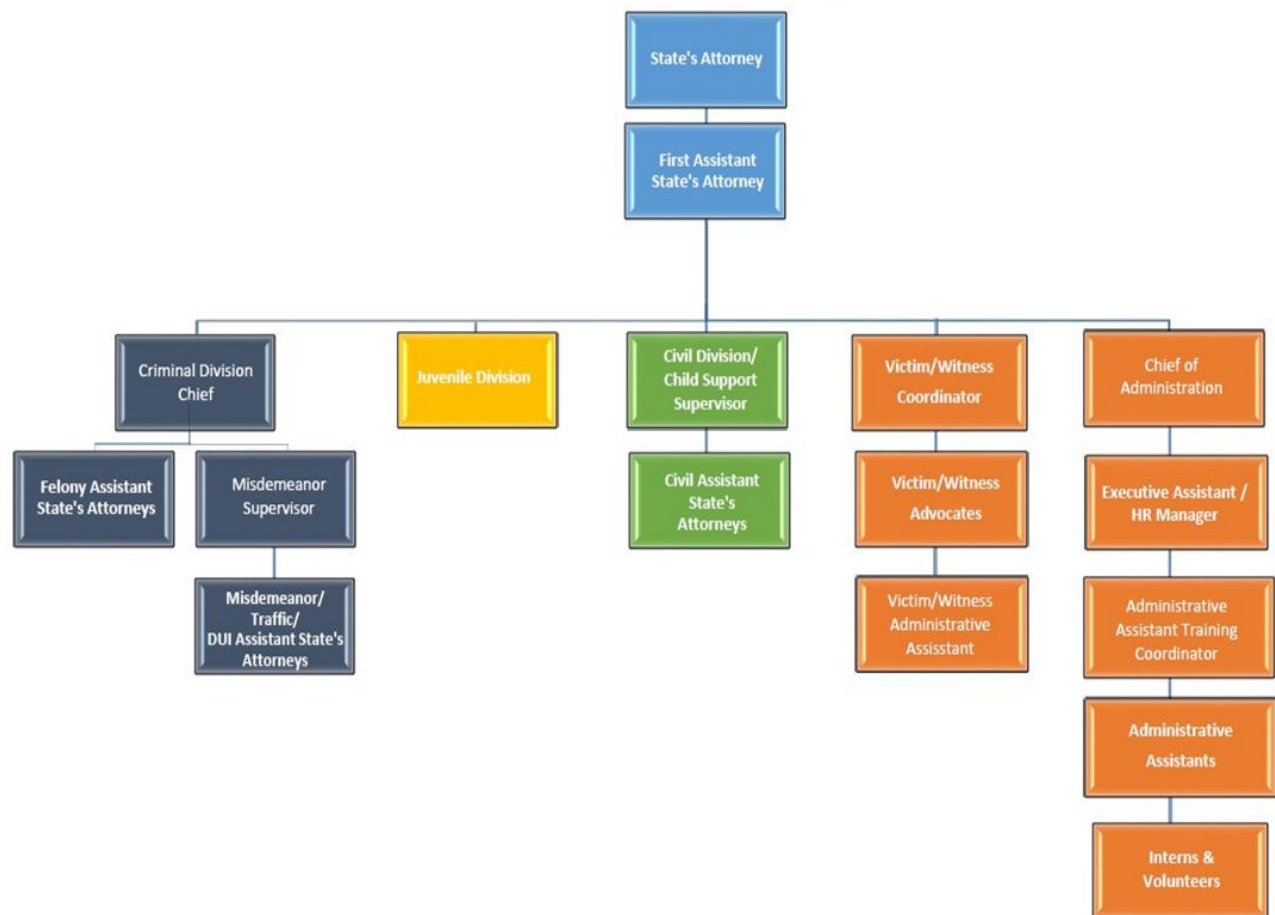 State's Attorney
First Assistant
State's Attorney
Criminal Division
Chief
Juvenile Division
Civil Division/
Child Support
Supervisor
Victim/Witness
Coordinator
Chief of
Administration
Felony Assistant
State's Attorneys
Misdemeanor
Supervisor
Civil Assistant
State's
Attorneys
Victim/Witness
Advocates
Executive Assistant /
HR Manager
Misdemeanor/
Traffic/
DUI Assistant State's
Attorneys
Victim/Witness
Administrative
Assisstant
Administrative
Assistant Training
Coordinator
Administrative
Assistants
Interns &
Volunteers